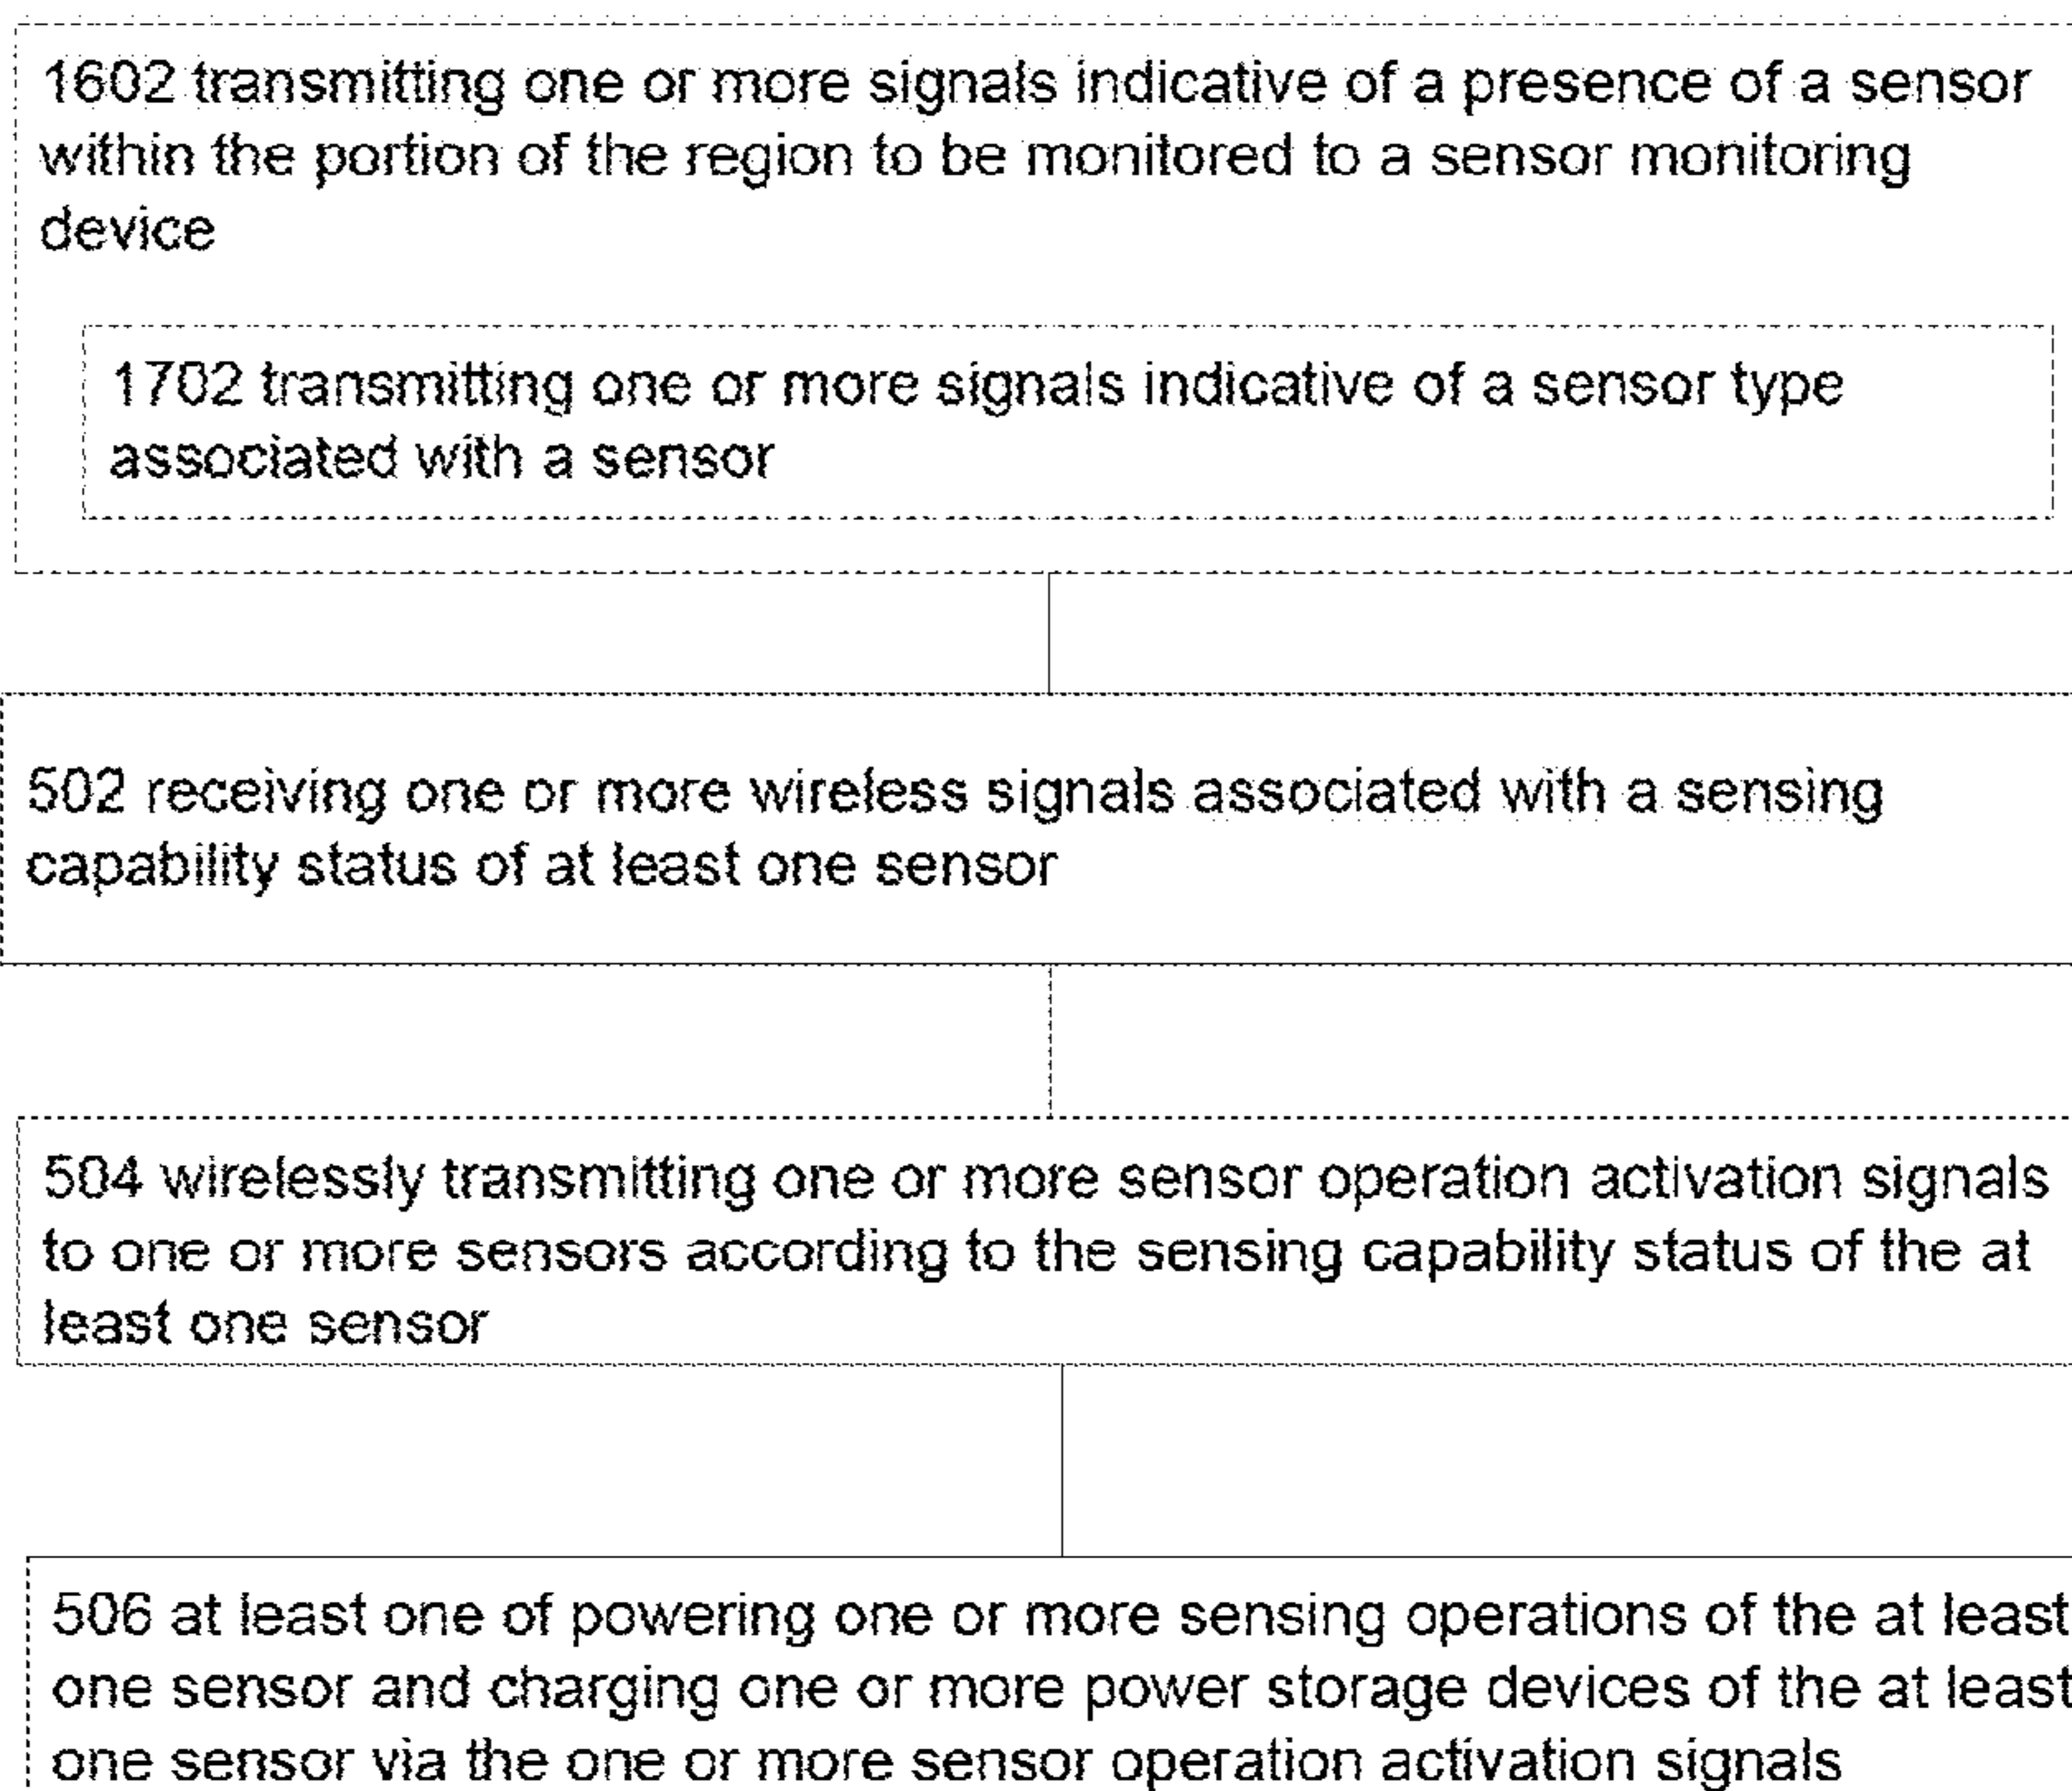 1602 transmitting one or more signals indicative of a presence of a sensor
within the portion of the region to be monitored to a sensor monitoring
device
1702 transmitting one or more signals indicative of a sensor type
associated with a sensor
502 receiving one or more wireless signals associated with a sensing
capability status of at least one sensor
504 wirelessly transmitting one or more sensor operation activation signals
to one or more sensors according to the sensing capability status of the at
least one sensor
506 at least one of powering one or more sensing operations of the at least
one sensor and charging one or more power storage devices of the at least
one sensor via the one or more sensor operation activation signals